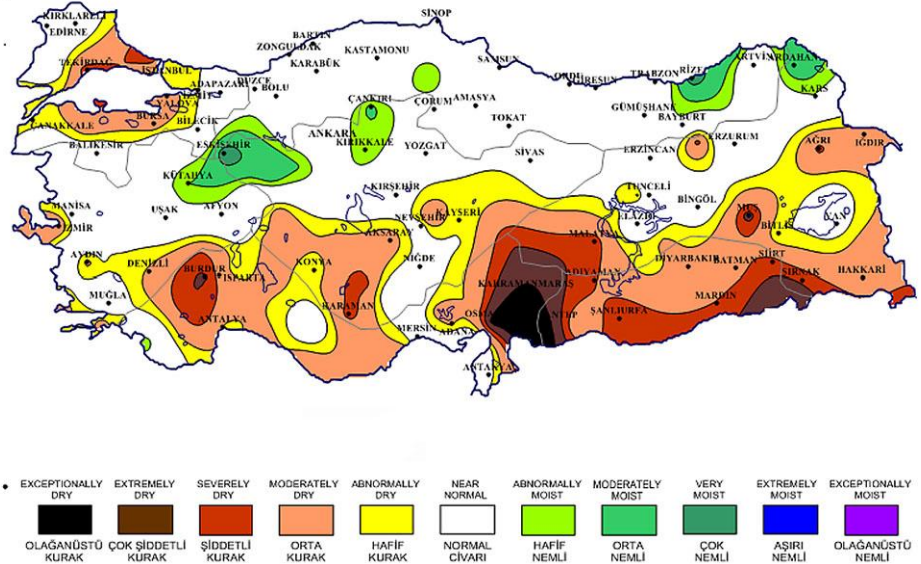 SİNOP
KIRKLARELİ
EDİRNE
BARTIN
ZONGULDAK
KASTAMONU
KARABÜK
SAMSUN
TEKİRDAĞ
İSTANBUL
ADAPAZARI
DÜZCE
BOLU
ORDU
GİRESUN
TRABZON
RİZE
ARTVİN
ARDAHAN
KARS
İZMİT
YALOVA
BURSA
BİLECİK
ÇANAKKALE
ÇANKIRI
ÇORUM
AMASYA
TOKAT
GÜMÜŞHANE
BAYBURT
ANKARA
KIRIKKALE
YOZGAT
SİVAS
ERZİNCAN
ERZURUM
AĞRI
IĞDIR
BALIKESİR
ESKİŞEHİR
KÜTAHYA
MANİSA
İZMİR
UŞAK
AFYON
KIRŞEHİR
NEVŞEHİR
KAYSERİ
AKSARAY
NİĞDE
TUNCELİ
ELAZIĞ
BİNGÖL
MUŞ
BİTLİS
VAN
MALATYA
AYDIN
DENİZLİ
BURDUR
ISPARTA
KONYA
MUĞLA
ANTALYA
KARAMAN
MERSİN
ADANA
KAHRAMANMARAŞ
ADIYAMAN
DİYARBAKIR
BATMAN
SİİRT
ŞIRNAK
HAKKARİ
MARDİN
ŞANLIURFA
NTEP
ANTAKYA
EXCEPTIONALLY DRY
EXTREMELY DRY
SEVERELY DRY
MODERATELY DRY
ABNORMALLY DRY
NEAR NORMAL
ABNORMALLY MOIST
MODERATELY MOIST
VERY MOIST
EXTREMELY MOIST
EXCEPTIONALLY MOIST
OLAĞANÜSTÜ KURAK
ÇOK ŞİDDETLİ KURAK
ŞİDDETLİ KURAK
ORTA KURAK
HAFİF KURAK
NORMAL CİVARI
HAFİF NEMLİ
ORTA NEMLİ
ÇOK NEMLİ
AŞIRI NEMLİ
OLAĞANÜSTÜ NEMLİ